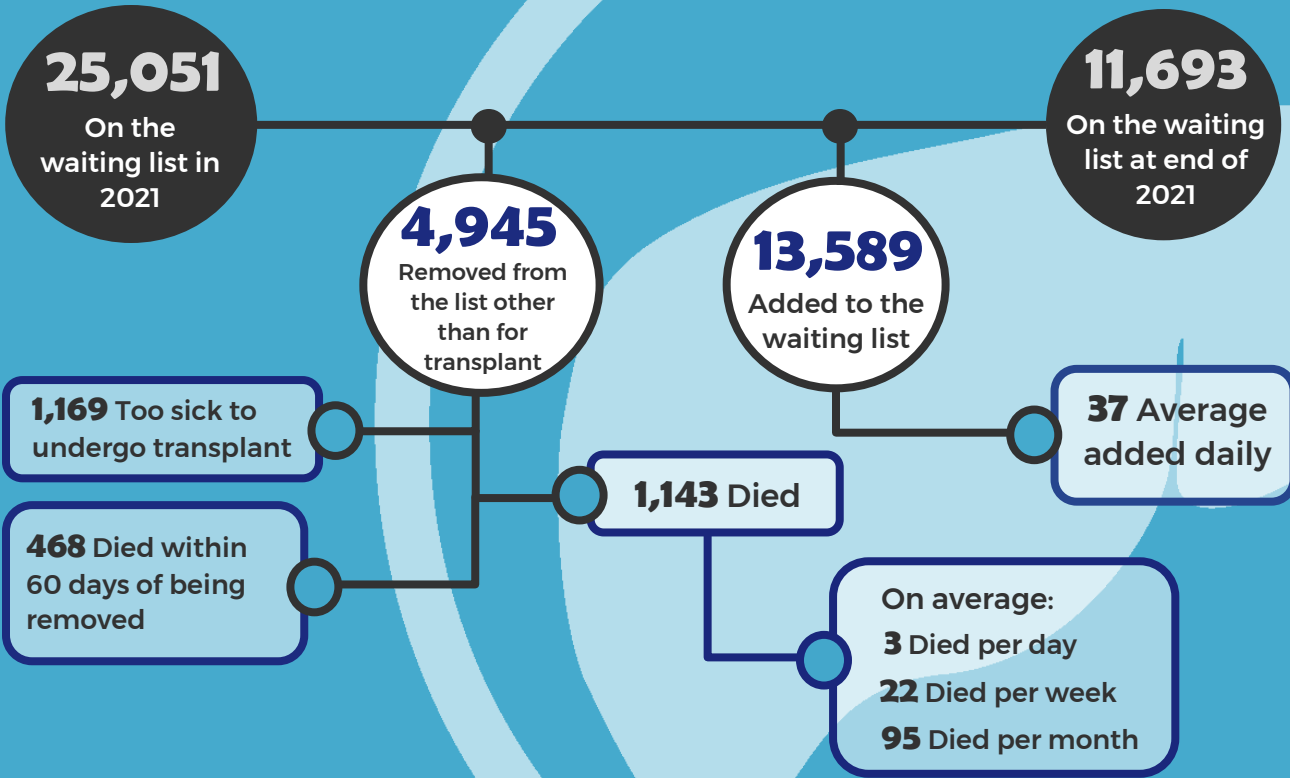 25,051
On the
waiting list in
2021
11,693
On the waiting
list at end of
2021
4,945
Removed from
the list other
than for
transplant
13,589
Added to the
waiting list
1,169 Too sick to
undergo transplant
468 Died within
60 days of being
removed
1,143 Died
On average:
3 Died per day
22 Died per week
95 Died per month
37 Average
added daily